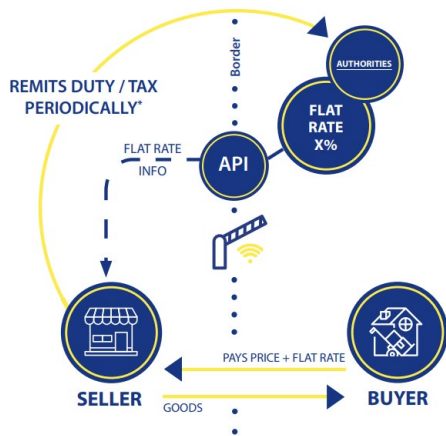 Border
AUTHORITIES
REMITS DUTY / TAX
PERIODICALLY*
FLAT
RATE
X%
FLAT RATE
INFO
API
PAYS PRICE + FLAT RATE
SELLER
BUYER
GOODS